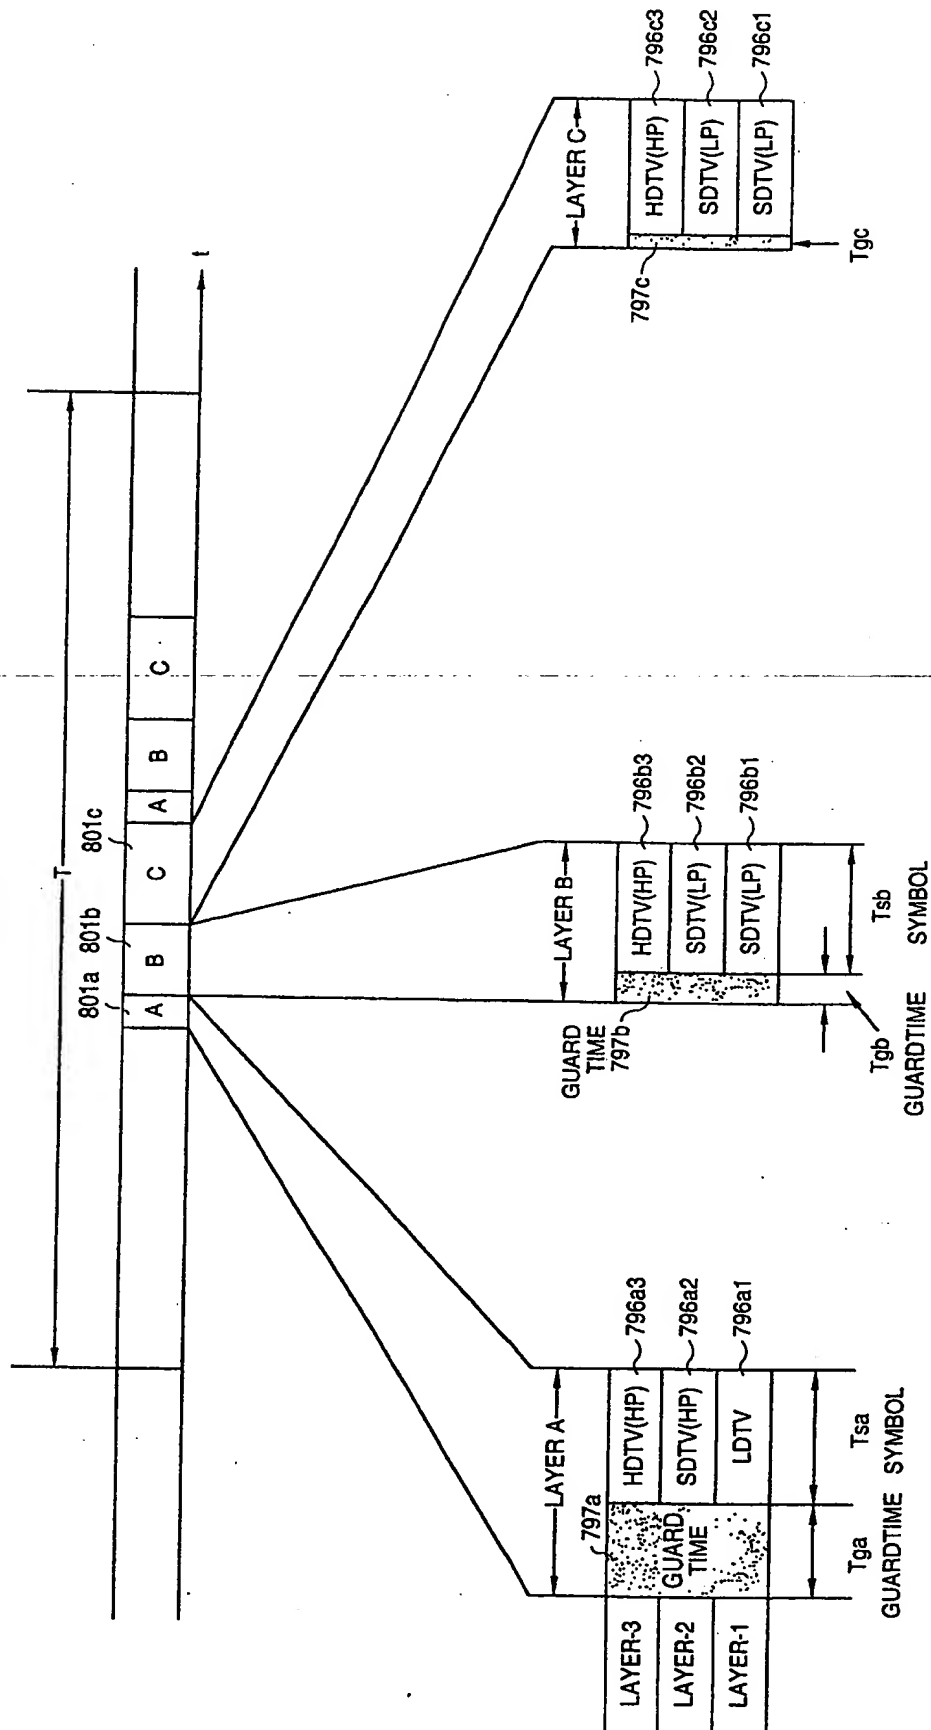 T
801a
801b
801c
A
B
C
A
B
C
t
LAYER A
797a
LAYER-3
LAYER-2
LAYER-1
GUARD
TIME
HDTV(HP)
SDTV(HP)
LDTV
796a3
796a2
796a1
Tga
GUARDTIME
Tsa
SYMBOL
LAYER B
GUARD
TIME
797b
HDTV(HP)
SDTV(LP)
SDTV(LP)
796b3
796b2
796b1
Tgb
GUARDTIME
Tsb
SYMBOL
LAYER C
797c
HDTV(HP)
SDTV(LP)
SDTV(LP)
796c3
796c2
796c1
Tgc